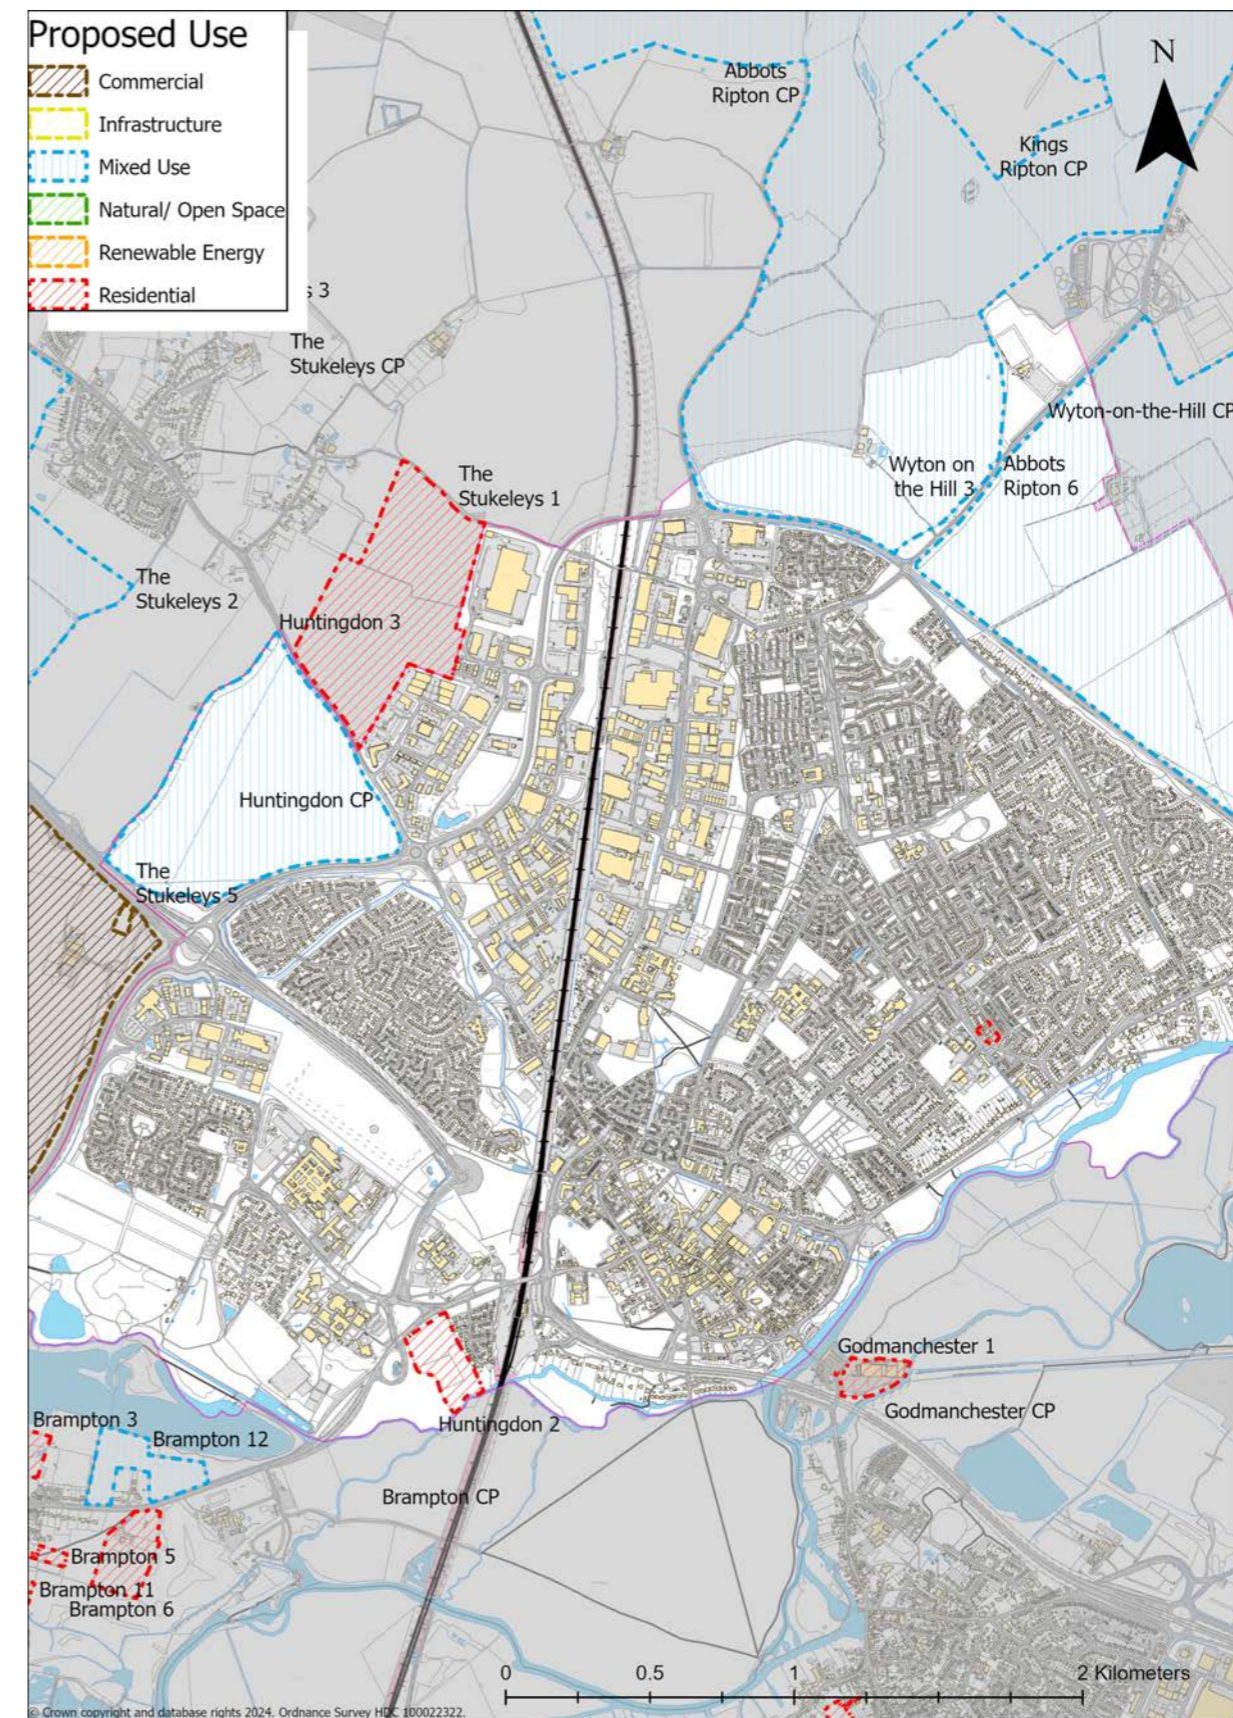 Proposed Use
Commercial
Infrastructure
Mixed Use
Natural/ Open Space
Renewable Energy
Residential
N
Abbots
Ripton CP
Kings
Ripton CP
s 3
The
Stukeleys CP
Wyton-on-the-Hill CP
The
Stukeleys 1
Wyton on
the Hill 3
Abbots
Ripton 6
The
Stukeleys 2
Huntingdon 3
Huntingdon CP
The
Stukeleys 5
Godmanchester 1
Godmanchester CP
Huntingdon 2
Brampton 3
Brampton 12
Brampton CP
Brampton 5
Brampton 11
Brampton 6
0
0.5
1
2 Kilometers
© Crown copyright and database rights 2024. Ordnance Survey HDC 100022322.